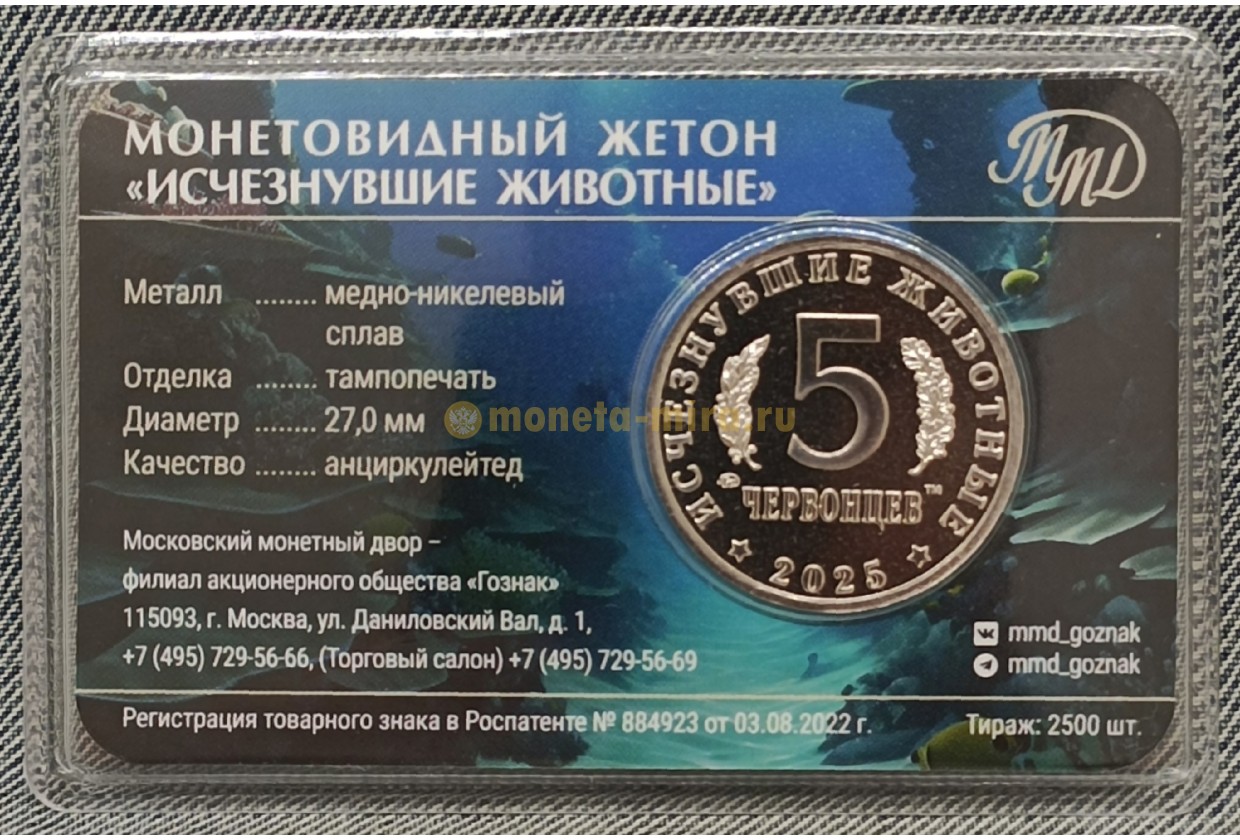 МОНЕТОВИДНЫЙ ЖЕТОН
«ИСЧЕЗНУВШИЕ ЖИВОТНЫЕ»
ММД
Металл ........ медно-никелевый
сплав
Отделка ........ тампопечать
Диаметр ........ 27,0 мм
Качество ........ анциркулейтед
moneta-mira.ru
ИСЧЕЗНУВШИЕ ЖИВОТНЫЕ
5
ЧЕРВОНЦЕВ™
2025
Московский монетный двор –
филиал акционерного общества «Гознак»
115093, г. Москва, ул. Даниловский Вал, д. 1,
+7 (495) 729-56-66, (Торговый салон) +7 (495) 729-56-69
mmd_goznak
mmd_goznak
Регистрация товарного знака в Роспатенте № 884923 от 03.08.2022 г.
Тираж: 2500 шт.